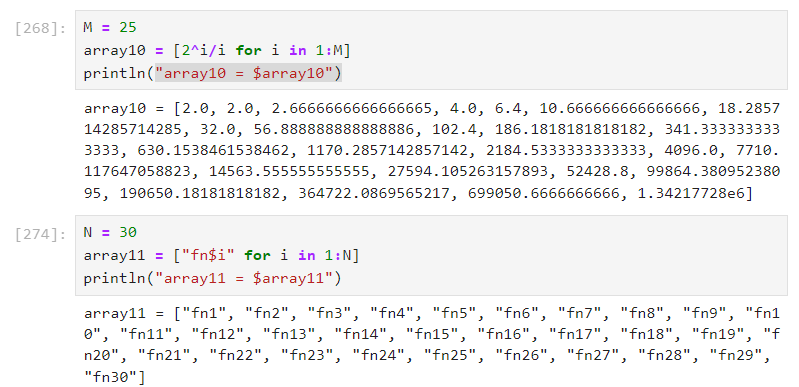 [268]: M = 25
array10 = [2^i/i for i in 1:M]
println("array10 = $array10")
array10 = [2.0, 2.0, 2.6666666666666665, 4.0, 6.4, 10.666666666666666, 18.2857
14285714285, 32.0, 56.888888888888886, 102.4, 186.1818181818182, 341.333333333
3333, 630.1538461538462, 1170.2857142857142, 2184.5333333333333, 4096.0, 7710.
117647058823, 14563.555555555555, 27594.105263157893, 52428.8, 99864.380952380
95, 190650.18181818182, 364722.0869565217, 699050.6666666666, 1.34217728e6]
[274]: N = 30
array11 = ["fn$i" for i in 1:N]
println("array11 = $array11")
array11 = ["fn1", "fn2", "fn3", "fn4", "fn5", "fn6", "fn7", "fn8", "fn9", "fn1
0", "fn11", "fn12", "fn13", "fn14", "fn15", "fn16", "fn17", "fn18", "fn19", "f
n20", "fn21", "fn22", "fn23", "fn24", "fn25", "fn26", "fn27", "fn28", "fn29",
"fn30"]